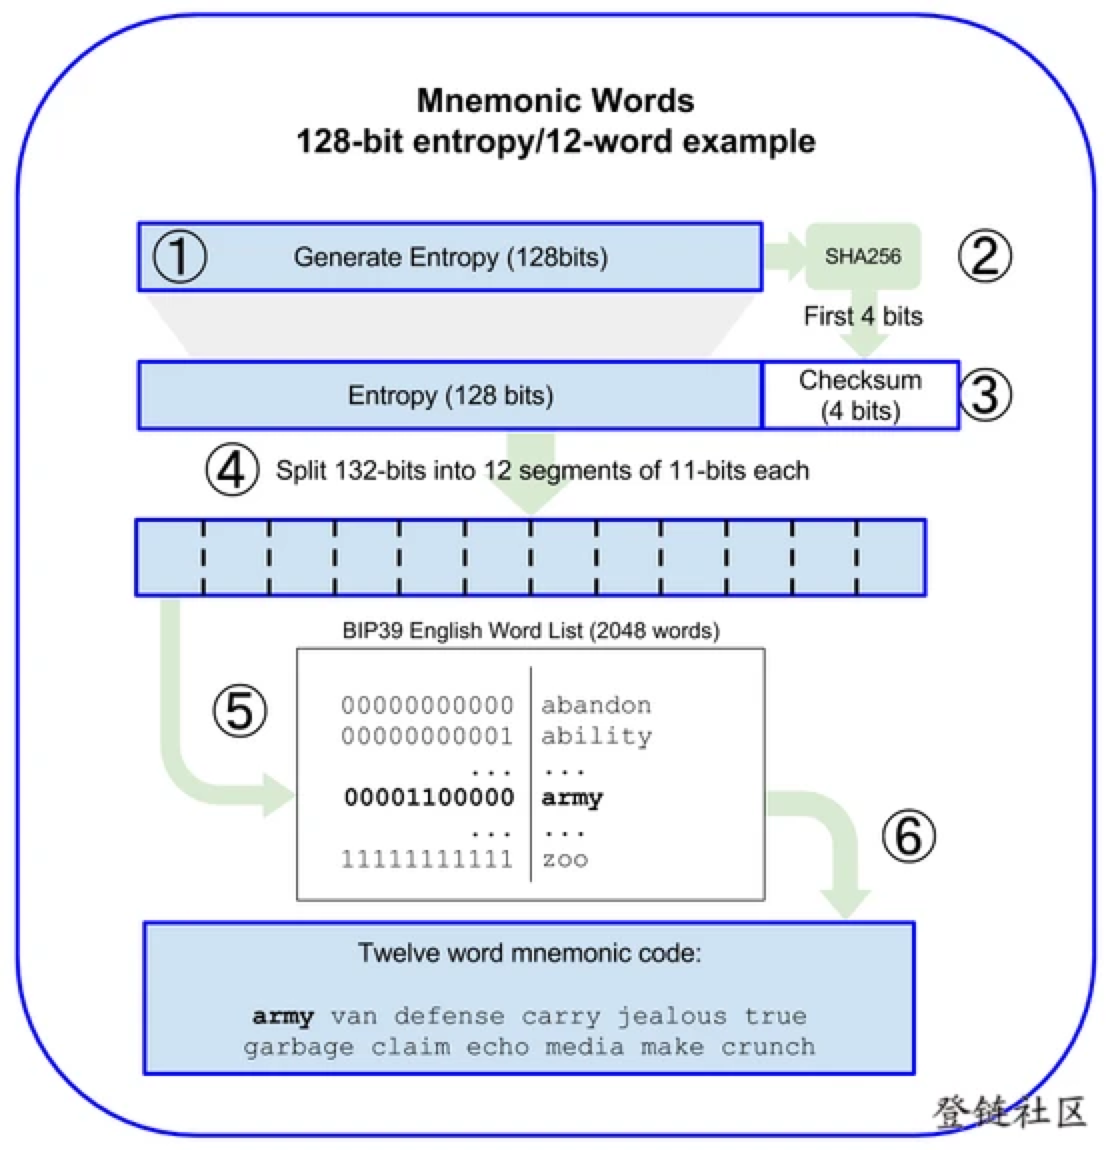 Mnemonic Words
128-bit entropy/12-word example
① Generate Entropy (128bits)
SHA256
②
First 4 bits
Entropy (128 bits)
Checksum
(4 bits)
③
④ Split 132-bits into 12 segments of 11-bits each
BIP39 English Word List (2048 words)
⑤
00000000000 abandon
00000000001 ability
... ...
00001100000 army
... ...
11111111111 zoo
⑥
Twelve word mnemonic code:
army van defense carry jealous true
garbage claim echo media make crunch
登链社区